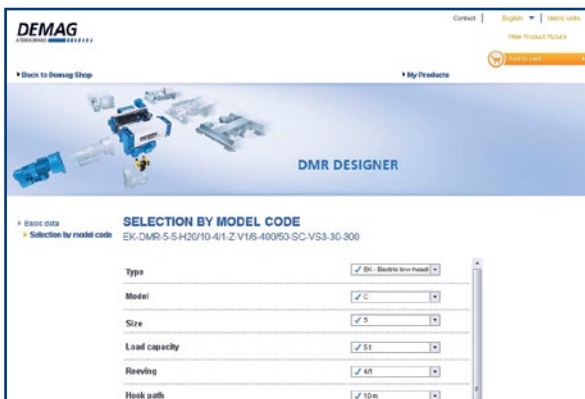 Contact | English | Metric units
DEMAG
Hide Product Picture
Add to cart
Back to Demag Shop
My Products
DMR DESIGNER
Basic data
Selection by model code
SELECTION BY MODEL CODE
EK-DMR-5-5-H20/10-4/1-Z-V1/6-400/50-SC-VS3-30-300
Type
EK - Electric low-head
Model
C
Size
5
Load capacity
5 t
Reeving
4/1
Hook path
10 m